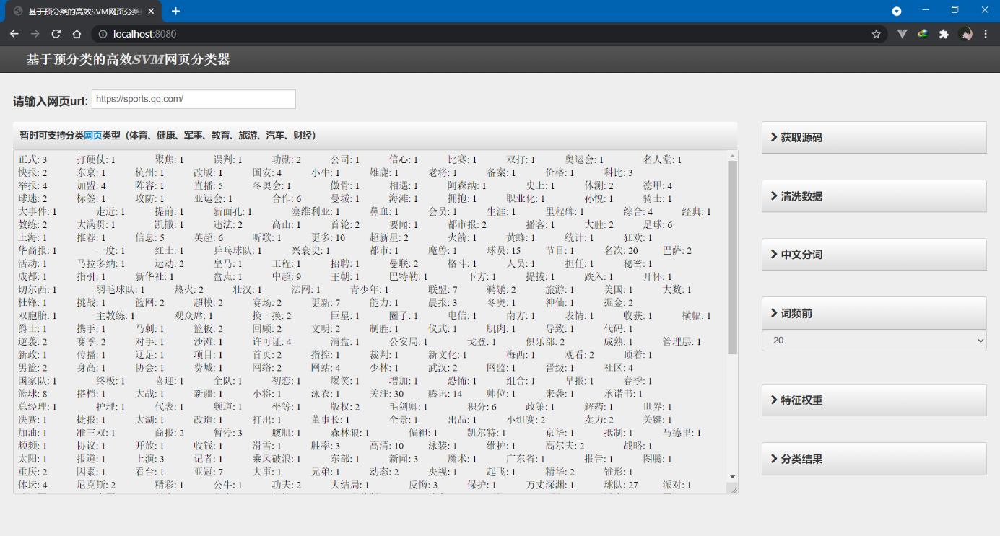 基于预分类的高效SVM网页分类
localhost:8080
基于预分类的高效SVM网页分类器
请输入网页url: https://sports.qq.com/
暂时可支持分类网页类型（体育、健康、军事、教育、旅游、汽车、财经）
正式: 3 打硬仗: 1 聚焦: 1 误判: 1 功勋: 2 公司: 1 信心: 1 比赛: 1 双打: 1 奥运会: 1 名人堂: 1
快报: 2 东京: 1 杭州: 1 改版: 1 国安: 4 小牛: 1 雄鹿: 1 老将: 1 备案: 1 价格: 1 科比: 3
举报: 4 加盟: 4 阵容: 1 直播: 5 冬奥会: 1 傲骨: 1 相遇: 1 阿森纳: 1 史上: 1 体测: 2 德甲: 4
球迷: 2 标签: 1 攻防: 1 亚运会: 1 合作: 6 曼城: 1 海滩: 1 拥抱: 1 职业化: 1 孙悦: 1 骑士: 1
大事件: 1 走近: 1 提前: 1 新面孔: 1 塞维利亚: 1 鼻血: 1 会员: 1 生涯: 1 里程碑: 1 综合: 4 经典: 1
教练: 2 大满贯: 1 凯撒: 1 违法: 2 高山: 1 首轮: 2 要闻: 1 都市报: 2 播客: 1 大胜: 2 足球: 6
上海: 1 推荐: 1 信息: 5 英超: 6 听歌: 1 更多: 10 超新星: 2 火箭: 1 黄蜂: 1 统计: 1 狂欢: 1
华商报: 1 一度: 1 红土: 1 乒乓球队: 1 兴衰史: 1 都市: 1 魔兽: 1 球员: 15 节目: 1 名次: 20 巴萨: 2
活动: 1 马拉多纳: 1 运动: 2 皇马: 1 工程: 1 招聘: 1 曼联: 2 格斗: 1 人员: 1 担任: 1 秘密: 1
成都: 1 指引: 1 新华社: 1 盘点: 1 中超: 9 王朝: 1 巴特勒: 1 下方: 1 提拔: 1 跌入: 1 开怀: 1
切尔西: 1 羽毛球队: 1 热火: 2 壮汉: 1 法网: 1 青少年: 1 联盟: 7 鹈鹕: 2 旅游: 1 美国: 1 大数: 1
杜锋: 1 挑战: 1 篮网: 2 超模: 2 赛场: 2 更新: 7 能力: 1 晨报: 3 冬奥: 1 神仙: 1 掘金: 2
双胞胎: 1 主教练: 1 观众席: 1 换一换: 2 巨星: 1 圈子: 1 电信: 1 南方: 1 表情: 1 收获: 1 横幅: 1
爵士: 1 携手: 1 马刺: 1 篮板: 2 回顾: 2 文明: 2 制胜: 1 仪式: 1 肌肉: 1 导致: 1 代码: 1
逆袭: 2 赛季: 2 对手: 1 沙滩: 1 许可证: 4 清盘: 1 公安局: 1 戈登: 1 俱乐部: 2 成熟: 1 管理层: 1
新政: 1 传播: 1 辽足: 1 项目: 1 首页: 2 指控: 1 裁判: 1 新文化: 1 梅西: 1 观看: 2 顶着: 1
男篮: 2 身高: 1 协会: 1 费城: 1 网络: 2 网站: 4 少林: 1 武汉: 2 网监: 1 晋级: 1 社区: 4
国家队: 1 终极: 1 喜迎: 1 全队: 1 初恋: 1 爆笑: 1 增加: 1 恐怖: 1 组合: 1 早报: 1 春季: 1
篮球: 8 搭档: 1 大战: 1 新疆: 1 小将: 1 泳衣: 1 关注: 30 腾讯: 14 帅位: 1 来袭: 1 承诺书: 1
总经理: 1 护理: 1 代表: 1 频道: 1 坐等: 1 版权: 2 毛剑卿: 1 积分: 6 政策: 1 解药: 1 世界: 1
决赛: 1 捷报: 1 大湖: 1 改造: 1 打出: 1 董事长: 1 全景: 1 出品: 1 小组赛: 2 卖力: 2 关键: 1
加油: 1 准三双: 1 商报: 2 暂停: 3 腹肌: 1 森林狼: 1 偏袒: 1 凯尔特: 1 京华: 1 抵制: 1 马德里: 1
频频: 1 协议: 1 开放: 1 收钱: 1 滑雪: 1 胜率: 3 高清: 10 泳装: 1 维护: 1 高尔夫: 2 战略: 1
太阳: 1 报道: 1 上演: 3 记者: 1 乘风破浪: 1 东部: 1 新闻: 3 魔术: 1 广东省: 1 报告: 1 图腾: 1
重庆: 2 因素: 1 看台: 1 亚冠: 7 大事: 1 兄弟: 1 动态: 2 央视: 1 起飞: 1 精华: 2 雏形: 1
体坛: 4 尼克斯: 2 精彩: 1 公牛: 1 功夫: 2 大结局: 1 反悔: 3 保护: 1 万丈深渊: 1 球队: 27 派对: 1
获取源码
清洗数据
中文分词
词频前
20
特征权重
分类结果